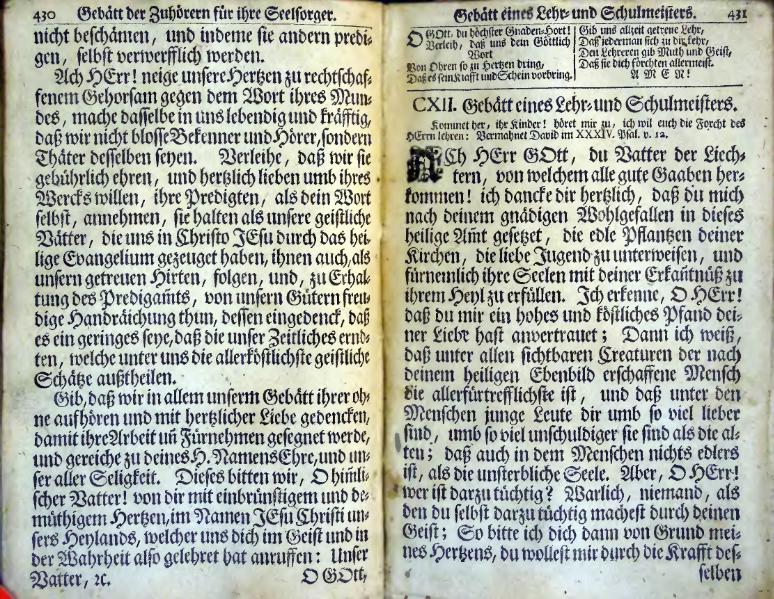 430 Gebätt der Zuhörern für ihre Seelsorger.
nicht beschämen, und indeme sie andern predi-
gen, selbst verwerfflich werden.
Ach HErr! neige unsere Hertzen zu rechtschaf-
fenem Gehorsam gegen dem Wort ihres Mun-
des, mache dasselbe in uns lebendig und kräfftig,
daß wir nicht blosse Bekenner und Hörer, sondern
Thäter desselben seyen. Verleihe, daß wir sie
gebührlich ehren, und hertzlich lieben umb ihres
Wercks willen, ihre Predigten, als dein Wort
selbst, annehmen, sie halten als unsere geistliche
Vätter, die uns in Christo JEsu durch das hei-
lige Evangelium gezeuget haben, ihnen auch, als
unsern getreuen Hirten, folgen, und, zu Erhal-
tung des Predigamts, von unsern Gütern freu-
dige Handräichung thun, dessen eingedenck, daß
es ein geringes seye, daß die unser Zeitliches ernd-
ten, welche unter uns die allerköstlichste geistliche
Schätze außtheilen.
Gib, daß wir in allem unserm Gebätt ihrer oh-
ne aufhören und mit hertzlicher Liebe gedencken,
damit ihre Arbeit uñ Fürnehmen gesegnet werde,
und gereiche zu deines H. Namens Ehre, und un-
ser aller Seligkeit. Dieses bitten wir, O himli-
scher Vatter! von dir mit einbrünstigem und de-
müthigem Hertzen, im Namen JEsu Christi un-
sers Heylands, welcher uns dich im Geist und in
der Wahrheit also gelehret hat anruffen: Unser
Vatter, ꝛc.
O GOtt,
Gebätt eines Lehr- und Schulmeisters. 431
O GOtt, du höchster Gnaden-Hort!
Verleih, daß uns dein Göttlich
Wort
Von Ohren so zu Hertzen dring,
Daß es sein Krafft und Schein vorbring.
Gib uns allzeit getreue Lehr,
Daß jederman sich zu dir kehr,
Den Lehreren gib Muth und Geist,
Daß sie dich förchten allermeist.
AMEN!
CXII. Gebätt eines Lehr- und Schulmeisters.
Kommet her, ihr Kinder! höret mir zu, ich wil euch die Forcht des
HErrn lehren: Vermahnet David im XXXIV. Psal. v. 12.
ACh HErr GOtt, du Vatter der Liech-
tern, von welchem alle gute Gaaben her-
kommen! ich dancke dir hertzlich, daß du mich
nach deinem gnädigen Wohlgefallen in dieses
heilige Amt gesetzet, die edle Pflantzen deiner
Kirchen, die liebe Jugend zu unterweisen, und
fürnemlich ihre Seelen mit deiner Erkañtnüß zu
ihrem Heyl zu erfüllen. Ich erkenne, O HErr!
daß du mir ein hohes und köstliches Pfand dei-
ner Liebe hast anvertrauet; Dann ich weiß,
daß unter allen sichtbaren Creaturen der nach
deinem heiligen Ebenbild erschaffene Mensch
die allerfürtrefflichste ist, und daß unter den
Menschen junge Leute dir umb so viel lieber
sind, umb so viel unschuldiger sie sind als die al-
ten; daß auch in dem Menschen nichts edlers
ist, als die unsterbliche Seele. Aber, O HErr!
wer ist darzu tüchtig? Warlich, niemand, als
den du selbst darzu tüchtig machest durch deinen
Geist; So bitte ich dich dann von Grund mei-
nes Hertzens, du wollest mir durch die Krafft des-
selben